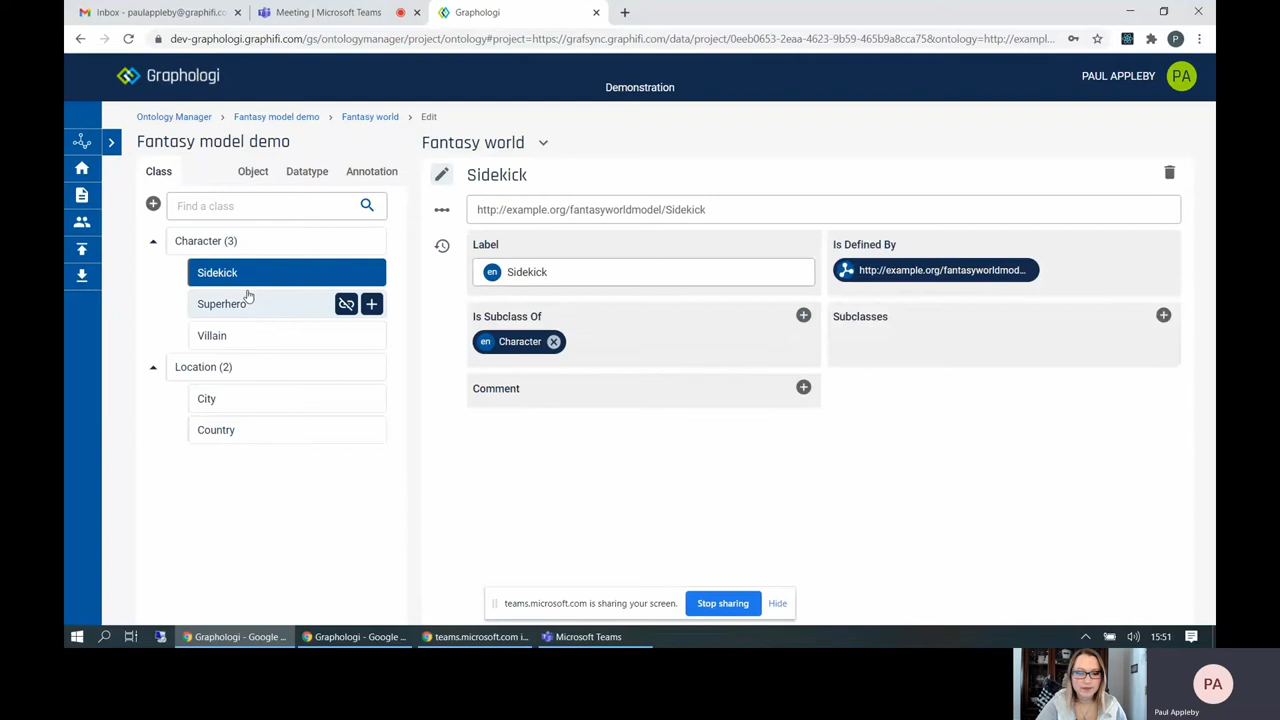 Inbox - paulappleby@graphifi.co
Meeting | Microsoft Teams
Graphologi
dev-graphologi.graphifi.com/gs/ontologymanager/project/ontology#project=https://grafsync.graphifi.com/data/project/0eeb0653-2eaa-4623-9b59-465b9a8cca75&ontology=http://exampl...
P
Graphologi
Demonstration
PAUL APPLEBY
PA
Ontology Manager
Fantasy model demo
Fantasy world
Edit
Fantasy model demo
Fantasy world
Class
Object
Datatype
Annotation
Sidekick
Find a class
http://example.org/fantasyworldmodel/Sidekick
Character (3)
Label
Is Defined By
Sidekick
en
Sidekick
http://example.org/fantasyworldmod...
Superhero
Is Subclass Of
Subclasses
Villain
en
Character
Location (2)
Comment
City
Country
teams.microsoft.com is sharing your screen.
Stop sharing
Hide
Graphologi - Google ...
Graphologi - Google ...
teams.microsoft.com i...
Microsoft Teams
15:51
PA
Paul Appleby